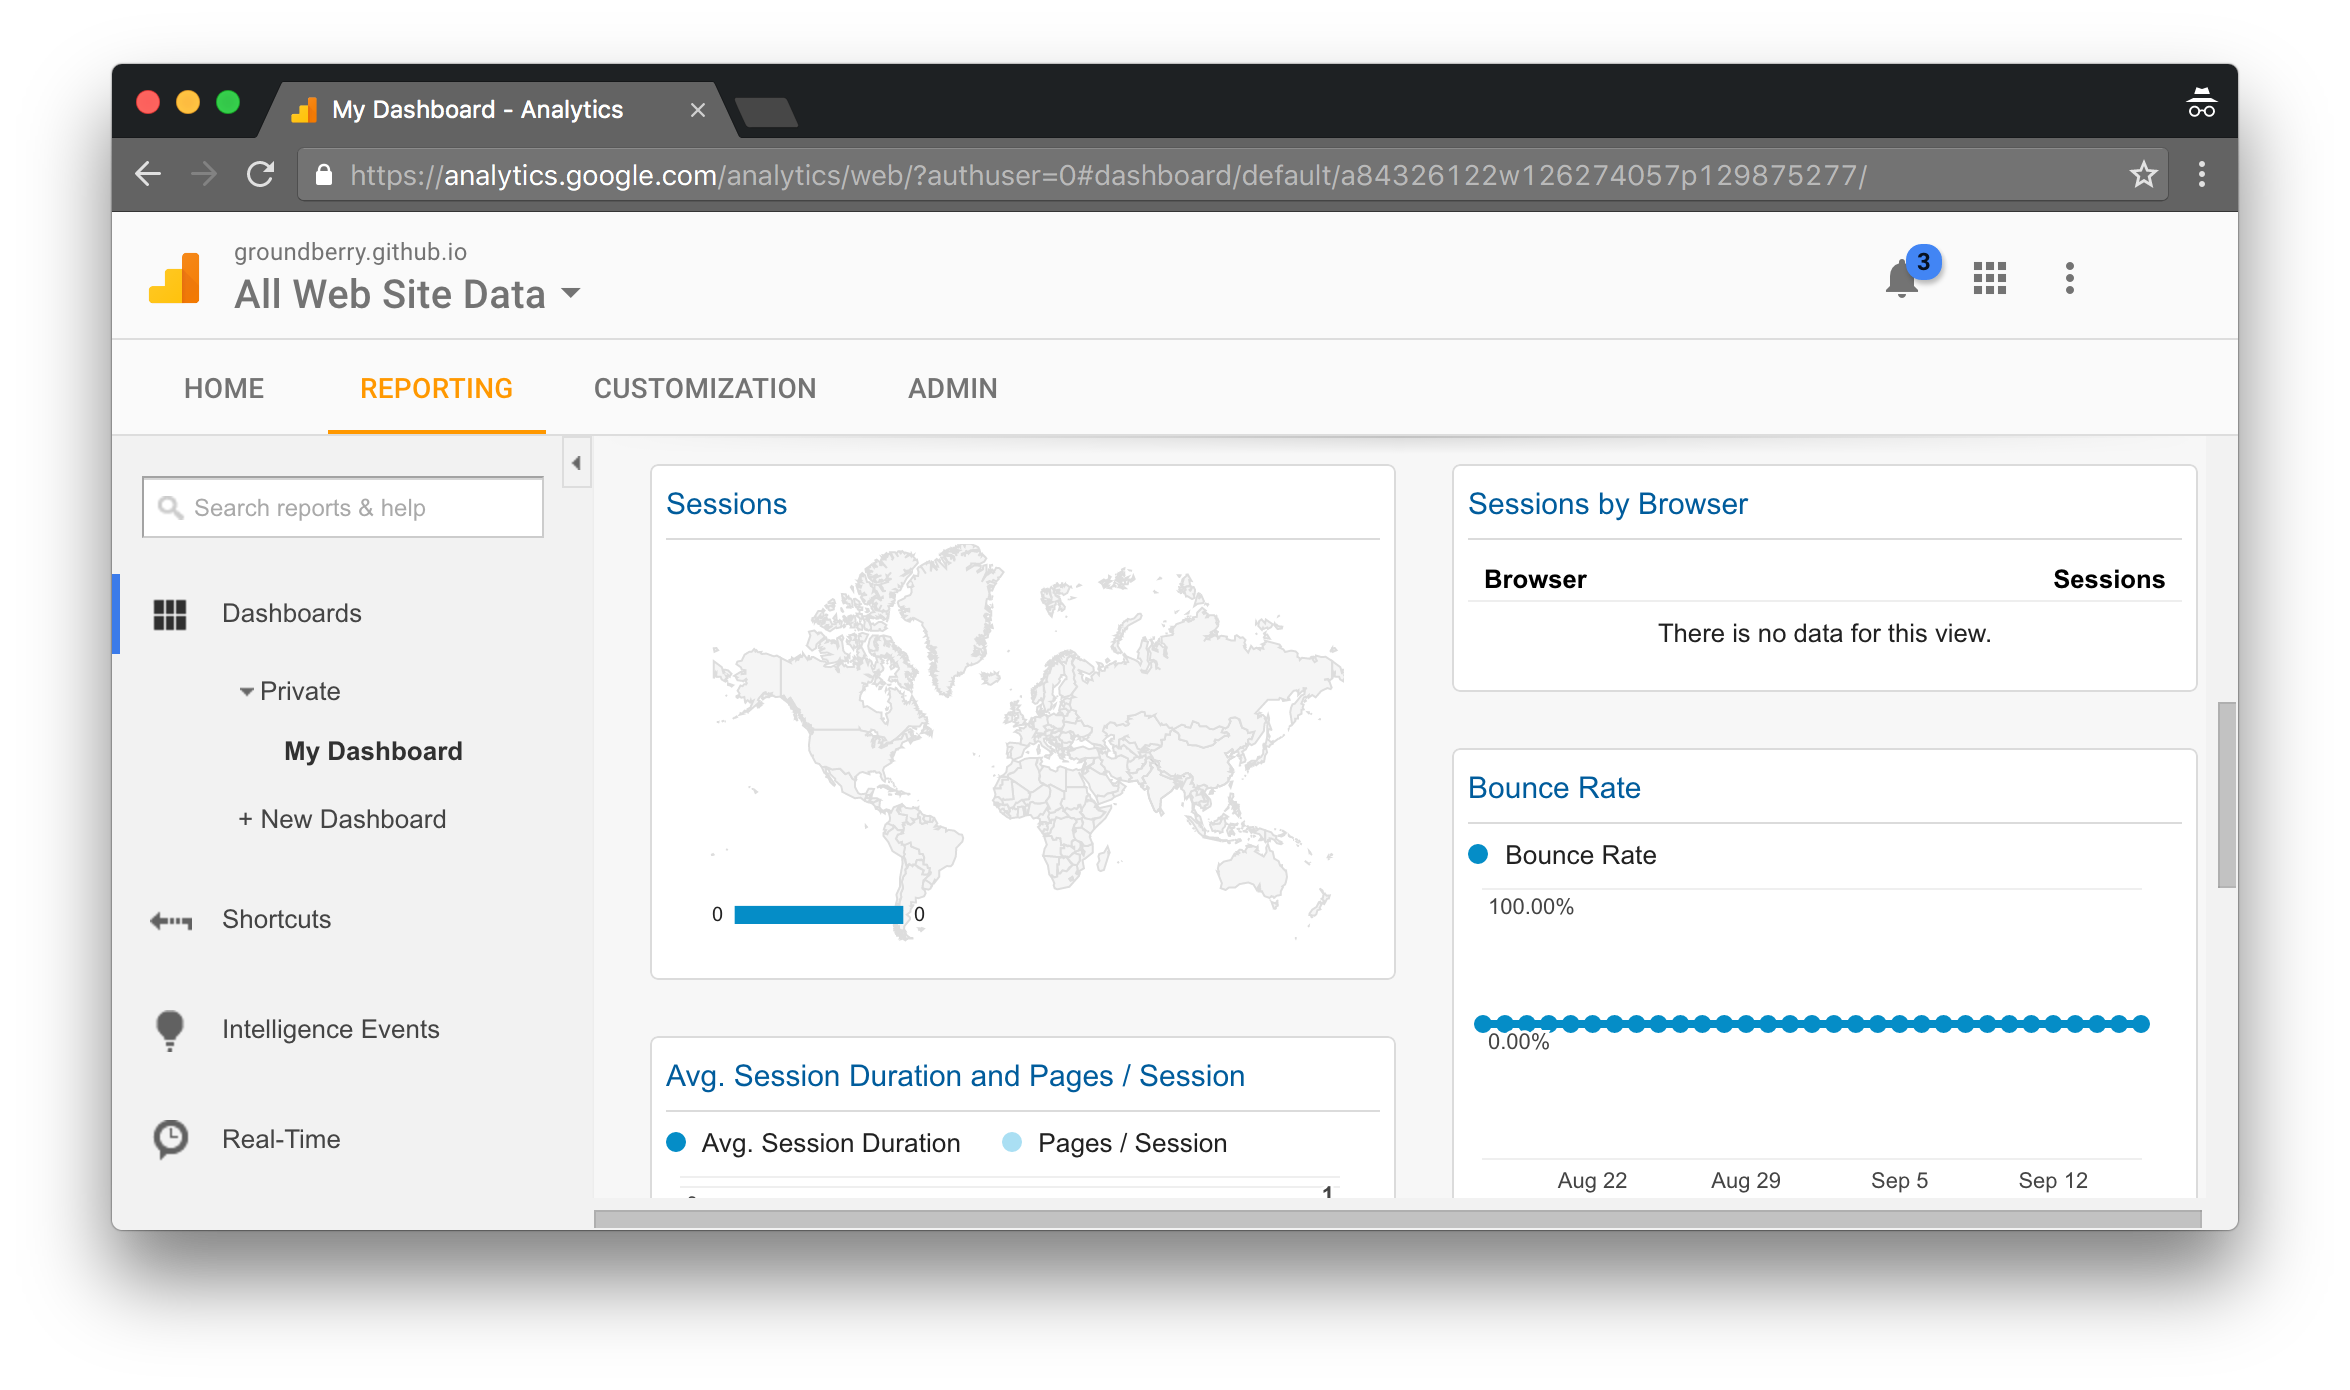 My Dashboard - Analytics
https://analytics.google.com/analytics/web/?authuser=0#dashboard/default/a84326122w126274057p129875277/
groundberry.github.io
All Web Site Data
3
HOME
REPORTING
CUSTOMIZATION
ADMIN
Search reports & help
Dashboards
Private
My Dashboard
+ New Dashboard
Shortcuts
Intelligence Events
Real-Time
Sessions
0
0
Avg. Session Duration and Pages / Session
Avg. Session Duration
Pages / Session
1
Sessions by Browser
Browser
Sessions
There is no data for this view.
Bounce Rate
Bounce Rate
100.00%
0.00%
Aug 22
Aug 29
Sep 5
Sep 12